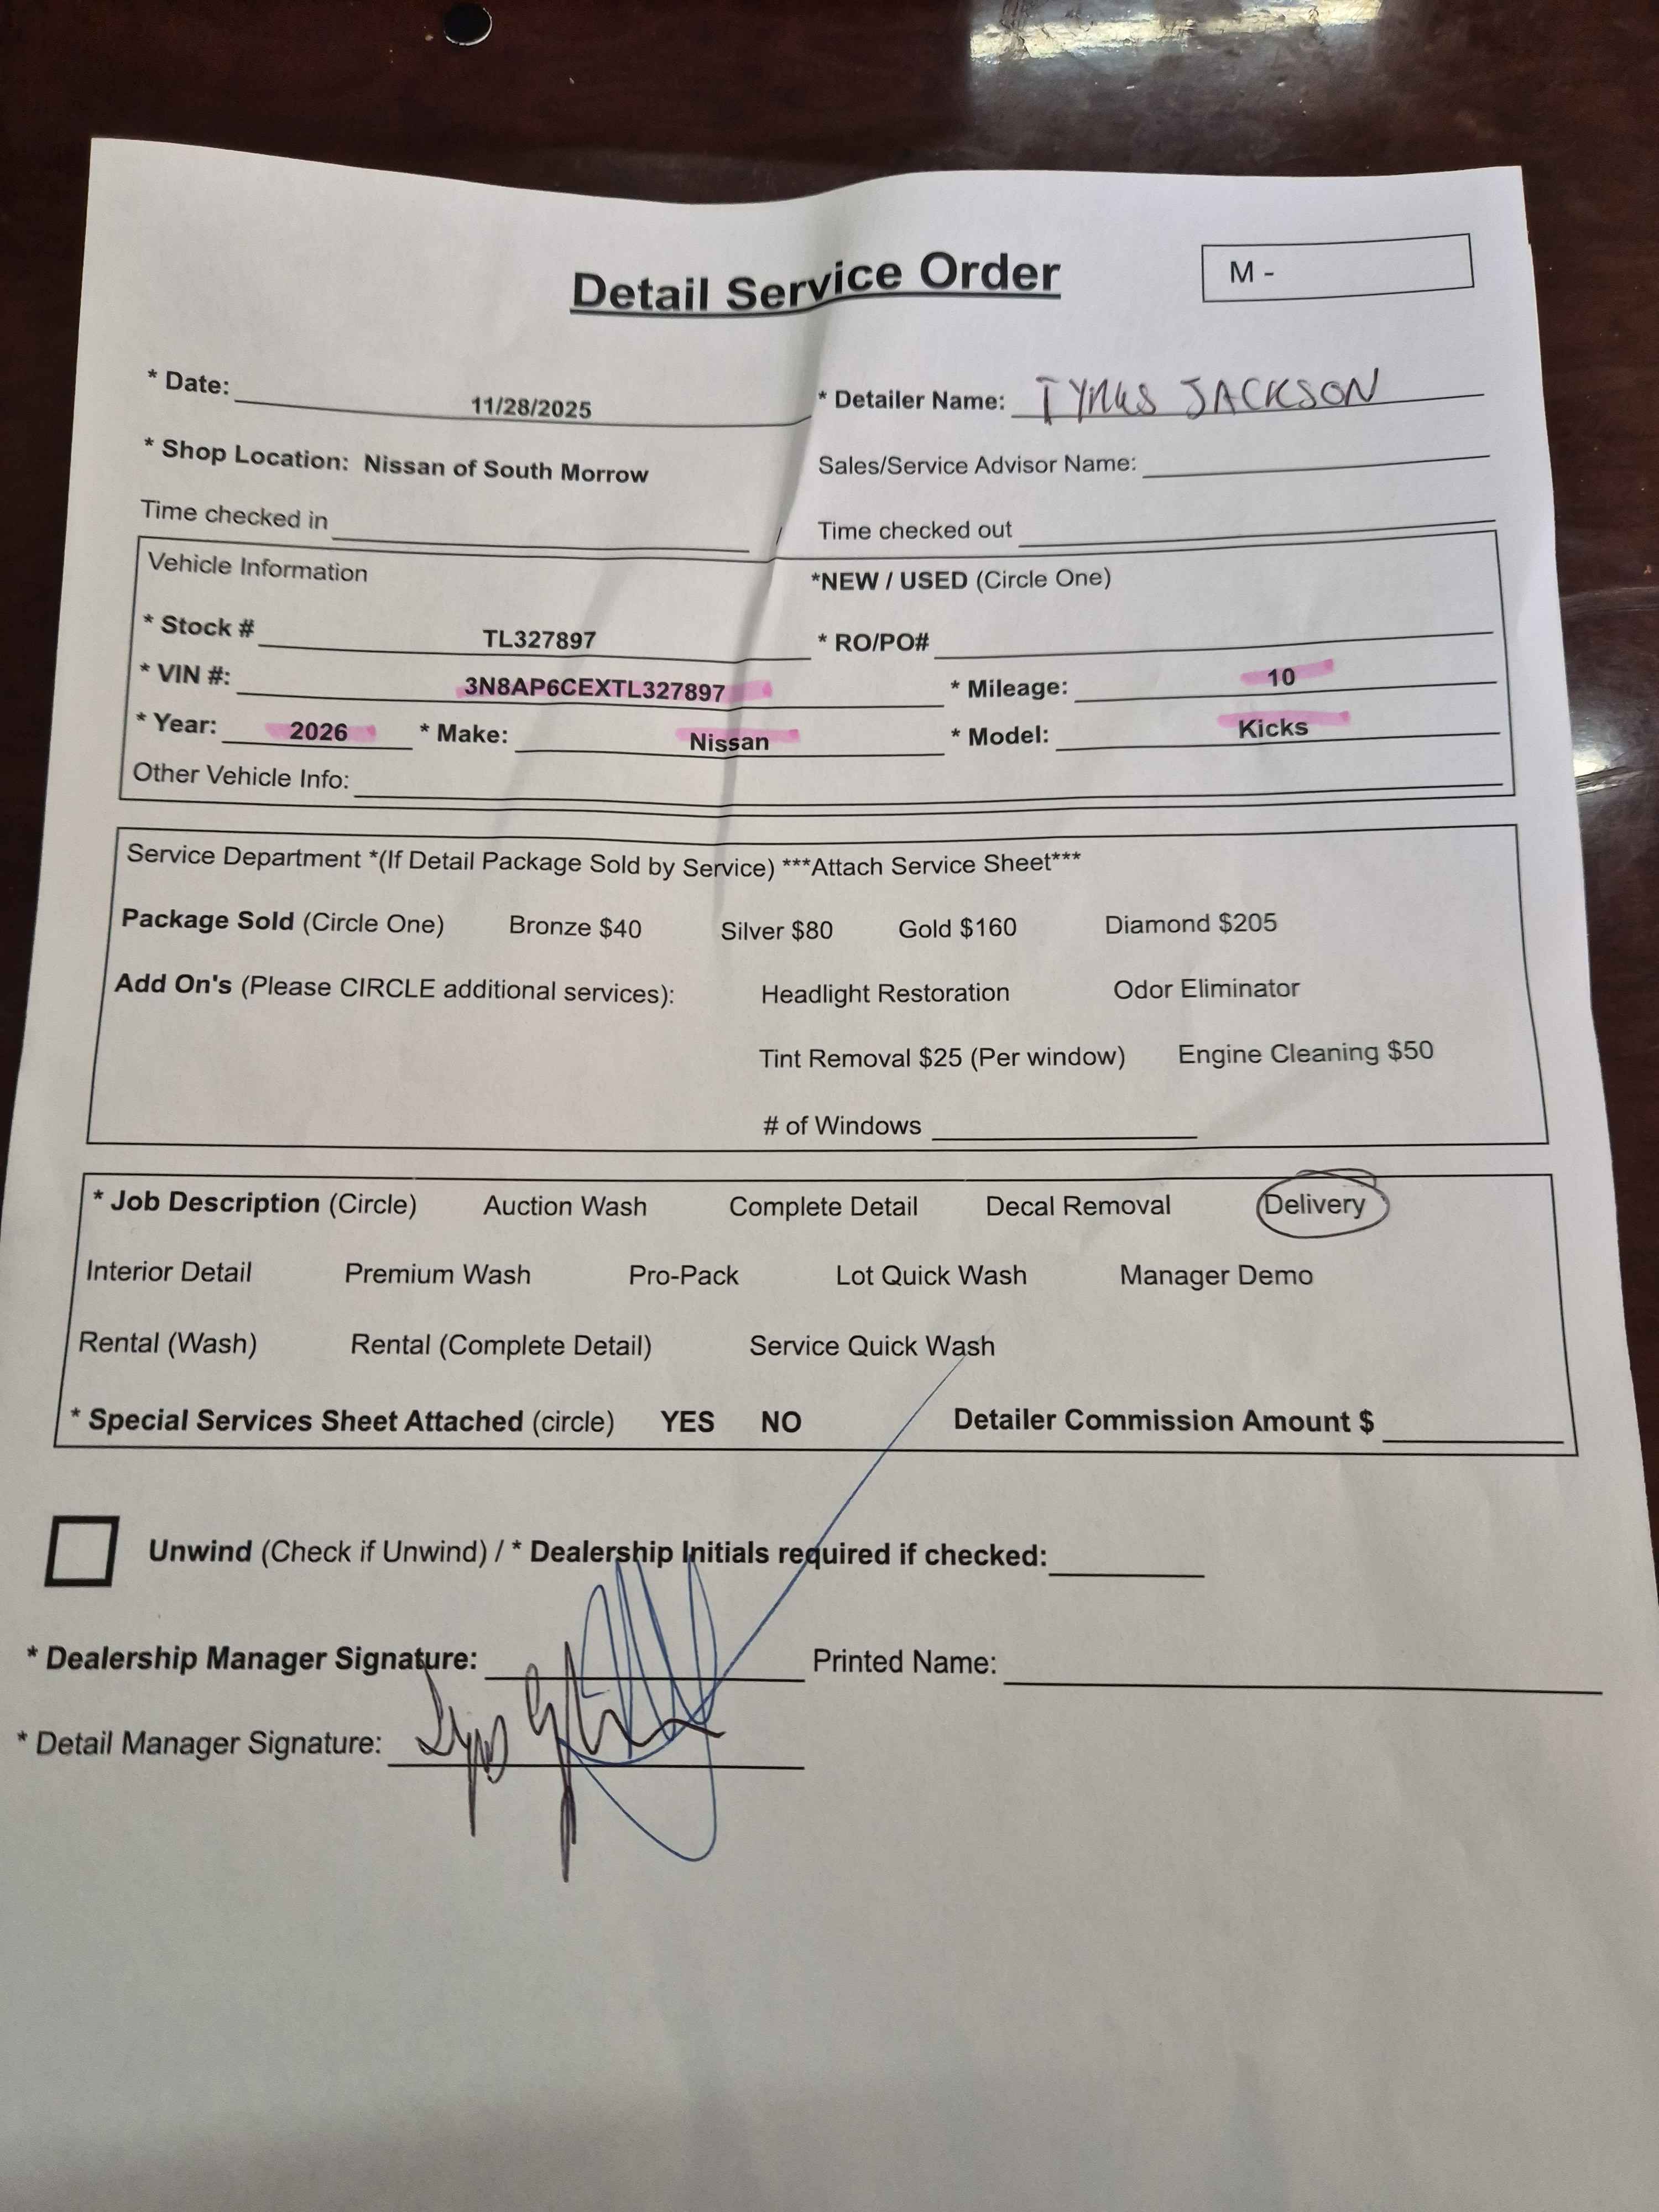 Detail Service Order
M -
* Date: 11/28/2025 * Detailer Name: JACKSON
* Shop Location: Nissan of South Morrow Sales/Service Advisor Name:
Time checked in Time checked out
Vehicle Information *NEW / USED (Circle One)
* Stock # TL327897 * RO/PO#
* VIN #: 3N8AP6CEXTL327897 * Mileage: 10
* Year: 2026 * Make: Nissan * Model: Kicks
Other Vehicle Info:
Service Department *(If Detail Package Sold by Service) ***Attach Service Sheet***
Package Sold (Circle One) Bronze $40 Silver $80 Gold $160 Diamond $205
Add On's (Please CIRCLE additional services): Headlight Restoration Odor Eliminator
Tint Removal $25 (Per window) Engine Cleaning $50
# of Windows
* Job Description (Circle) Auction Wash Complete Detail Decal Removal Delivery
Interior Detail Premium Wash Pro-Pack Lot Quick Wash Manager Demo
Rental (Wash) Rental (Complete Detail) Service Quick Wash
* Special Services Sheet Attached (circle) YES NO Detailer Commission Amount $
Unwind (Check if Unwind) / * Dealership Initials required if checked:
* Dealership Manager Signature: Printed Name:
* Detail Manager Signature: